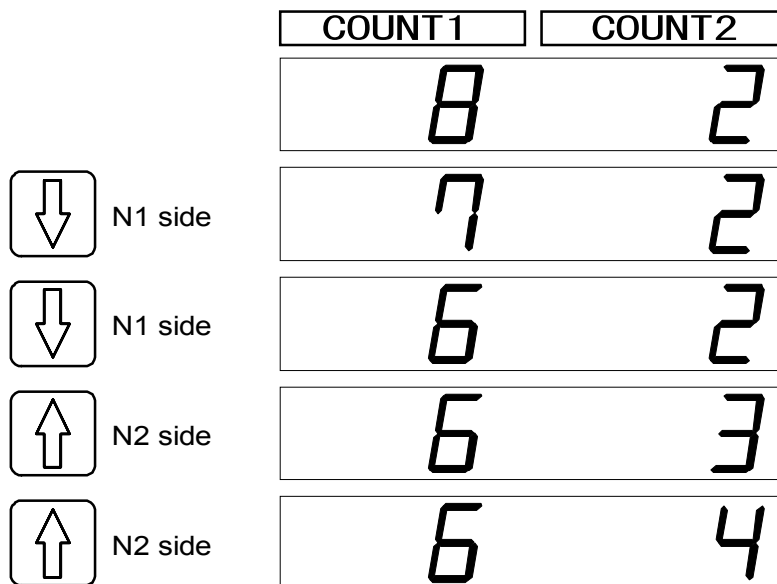 COUNT1 COUNT2
8 2
N1 side 7 2
N1 side 6 2
N2 side 6 3
N2 side 6 4